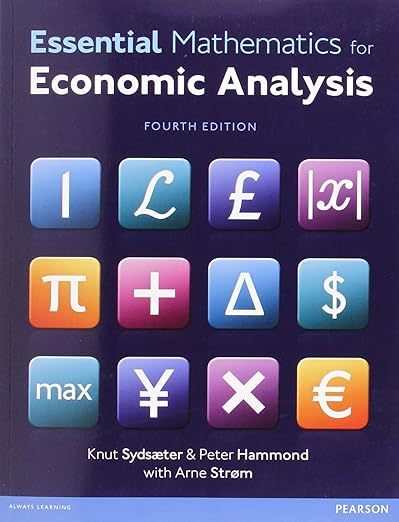 Essential Mathematics for
Economic Analysis
FOURTH EDITION
| ℒ £ |x|
π + Δ $
max ¥ × €
Knut Sydsæter & Peter Hammond
with Arne Strøm
ALWAYS LEARNING PEARSON